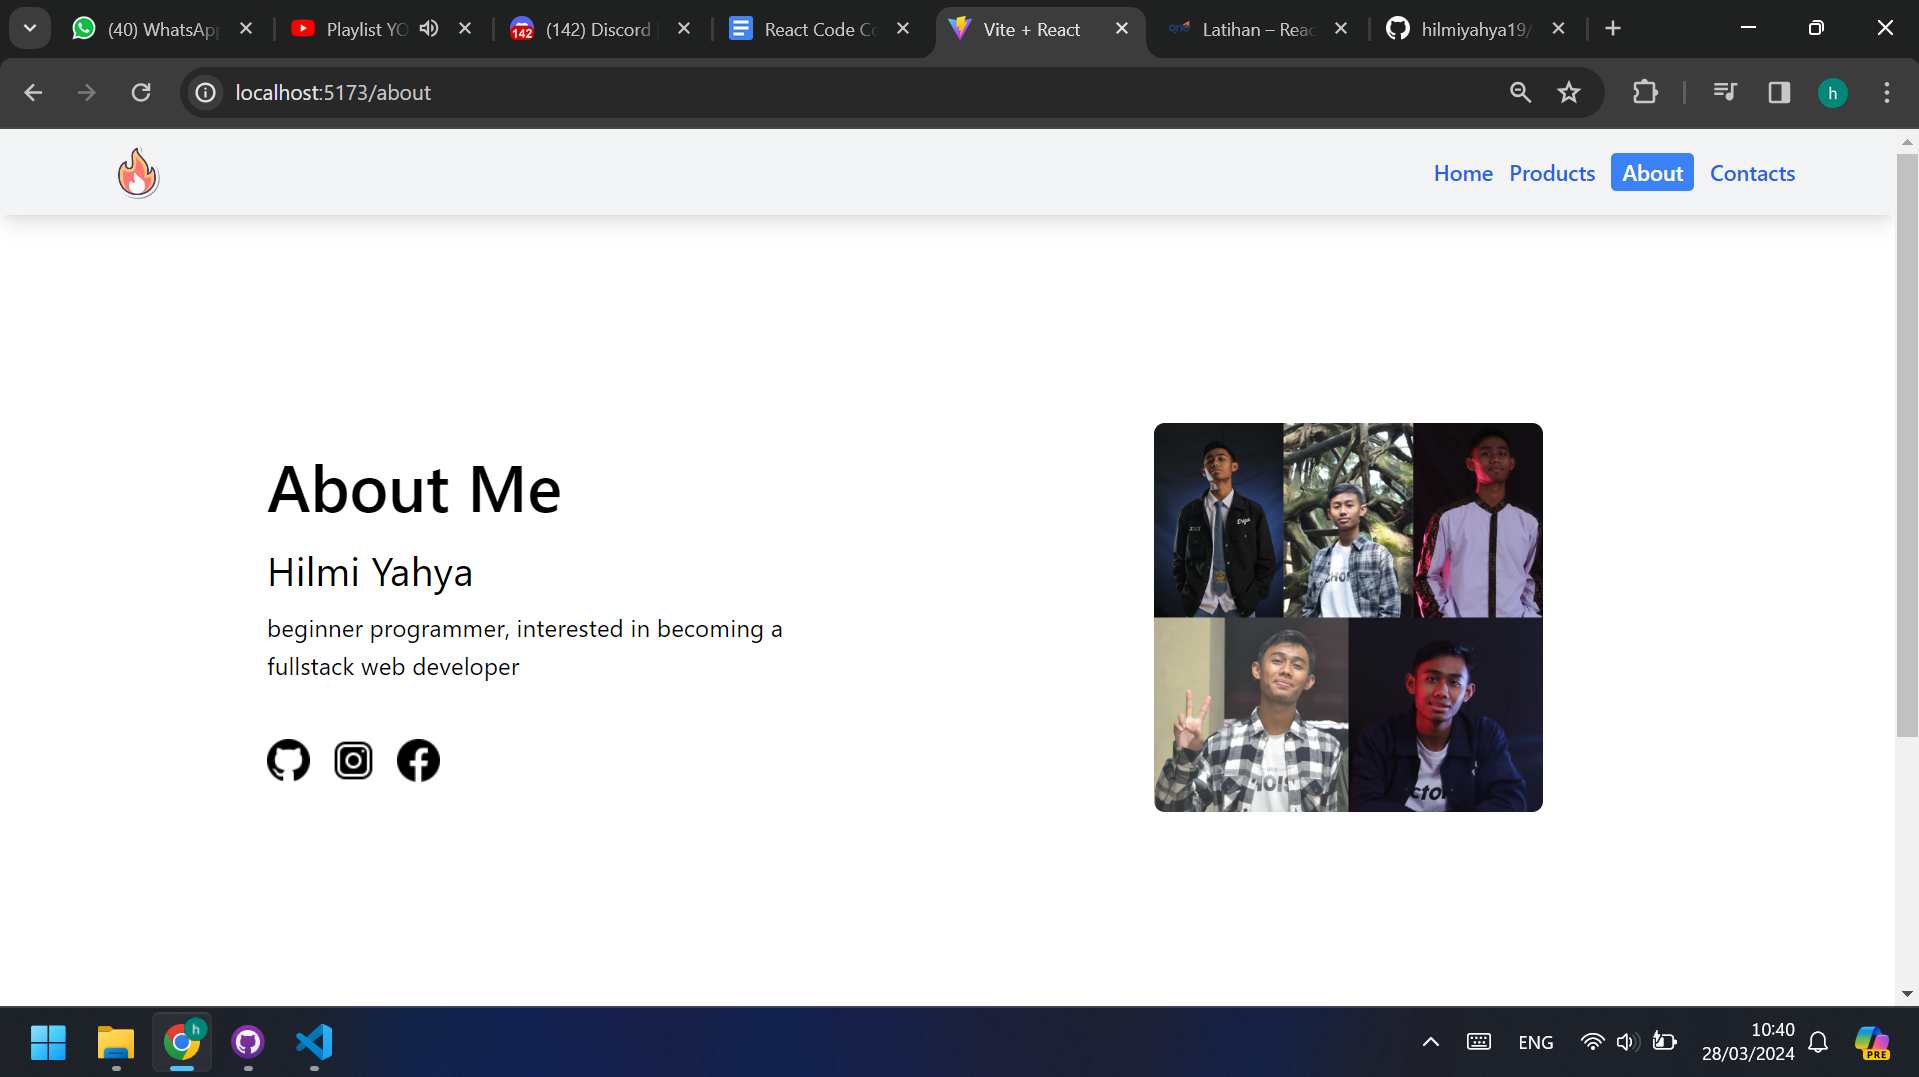 (40) WhatsApp
Playlist YO
142
(142) Discord
React Code Co
Vite + React
Latihan – Reac
hilmiyahya19/
localhost:5173/about
h
Home
Products
About
Contacts
About Me
Hilmi Yahya
beginner programmer, interested in becoming a
fullstack web developer
h
ENG
10:40
28/03/2024
PRE